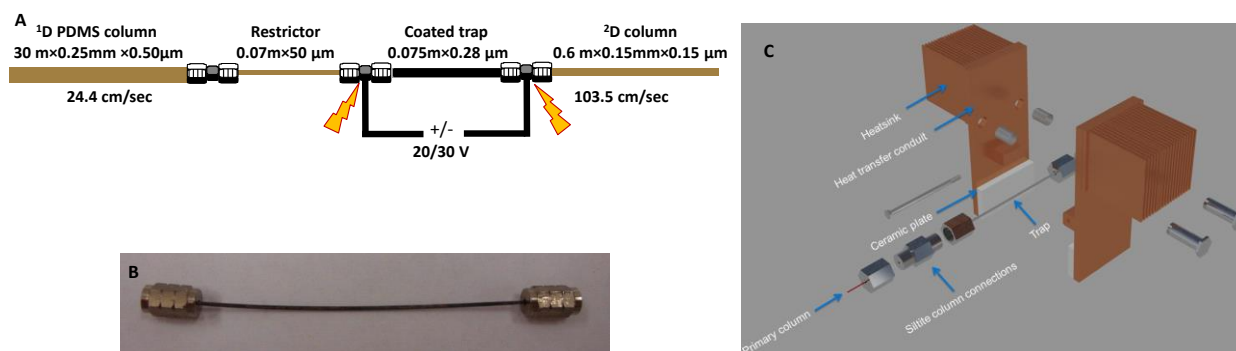 A
¹D PDMS column
30 m×0.25mm ×0.50µm
Restrictor
0.07m×50 µm
Coated trap
0.075m×0.28 µm
²D column
0.6 m×0.15mm×0.15 µm
24.4 cm/sec
103.5 cm/sec
+/-
20/30 V
B
C
Heatsink
Heat transfer conduit
Ceramic plate
Trap
Siltite column connections
Primary column